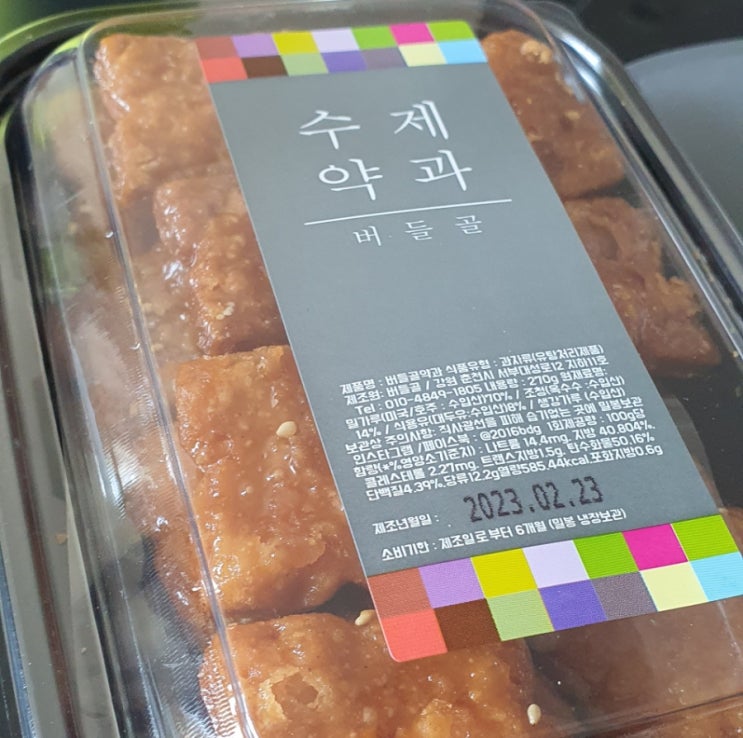 수제
약과
버들골
제품명 : 버들골약과 식품유형 : 과자류(유탕처리제품)
제조원: 버들골 / 강원 춘천시 서부대성로12 지하11호
Tel : 010-4849-1805 내용량 : 270g 원재료명:
밀가루(미국/호주 : 수입산)70% / 조청(옥수수 :수입산)
14% / 식용유(대두유:수입산)8% / 생강가루 (수입산)
보관상 주의사항: 직사광선을 피해 습기없는 곳에 밀봉보관
인스타그램 / 페이스북 : @2016tdg 1회제공량 : 100g당
함량(*%영양소기준치) : 나트륨 14.4mg, 지방 40.804%,
콜레스테롤 2.271mg, 트랜스지방1.5g, 탄수화물50.16%
단백질4.39%,당류12.2g열량585.44kcal,포화지방0.6g
제조년월일 : 2023.02.23
소비기한 : 제조일로부터 6개월 (밀봉 냉장보관)